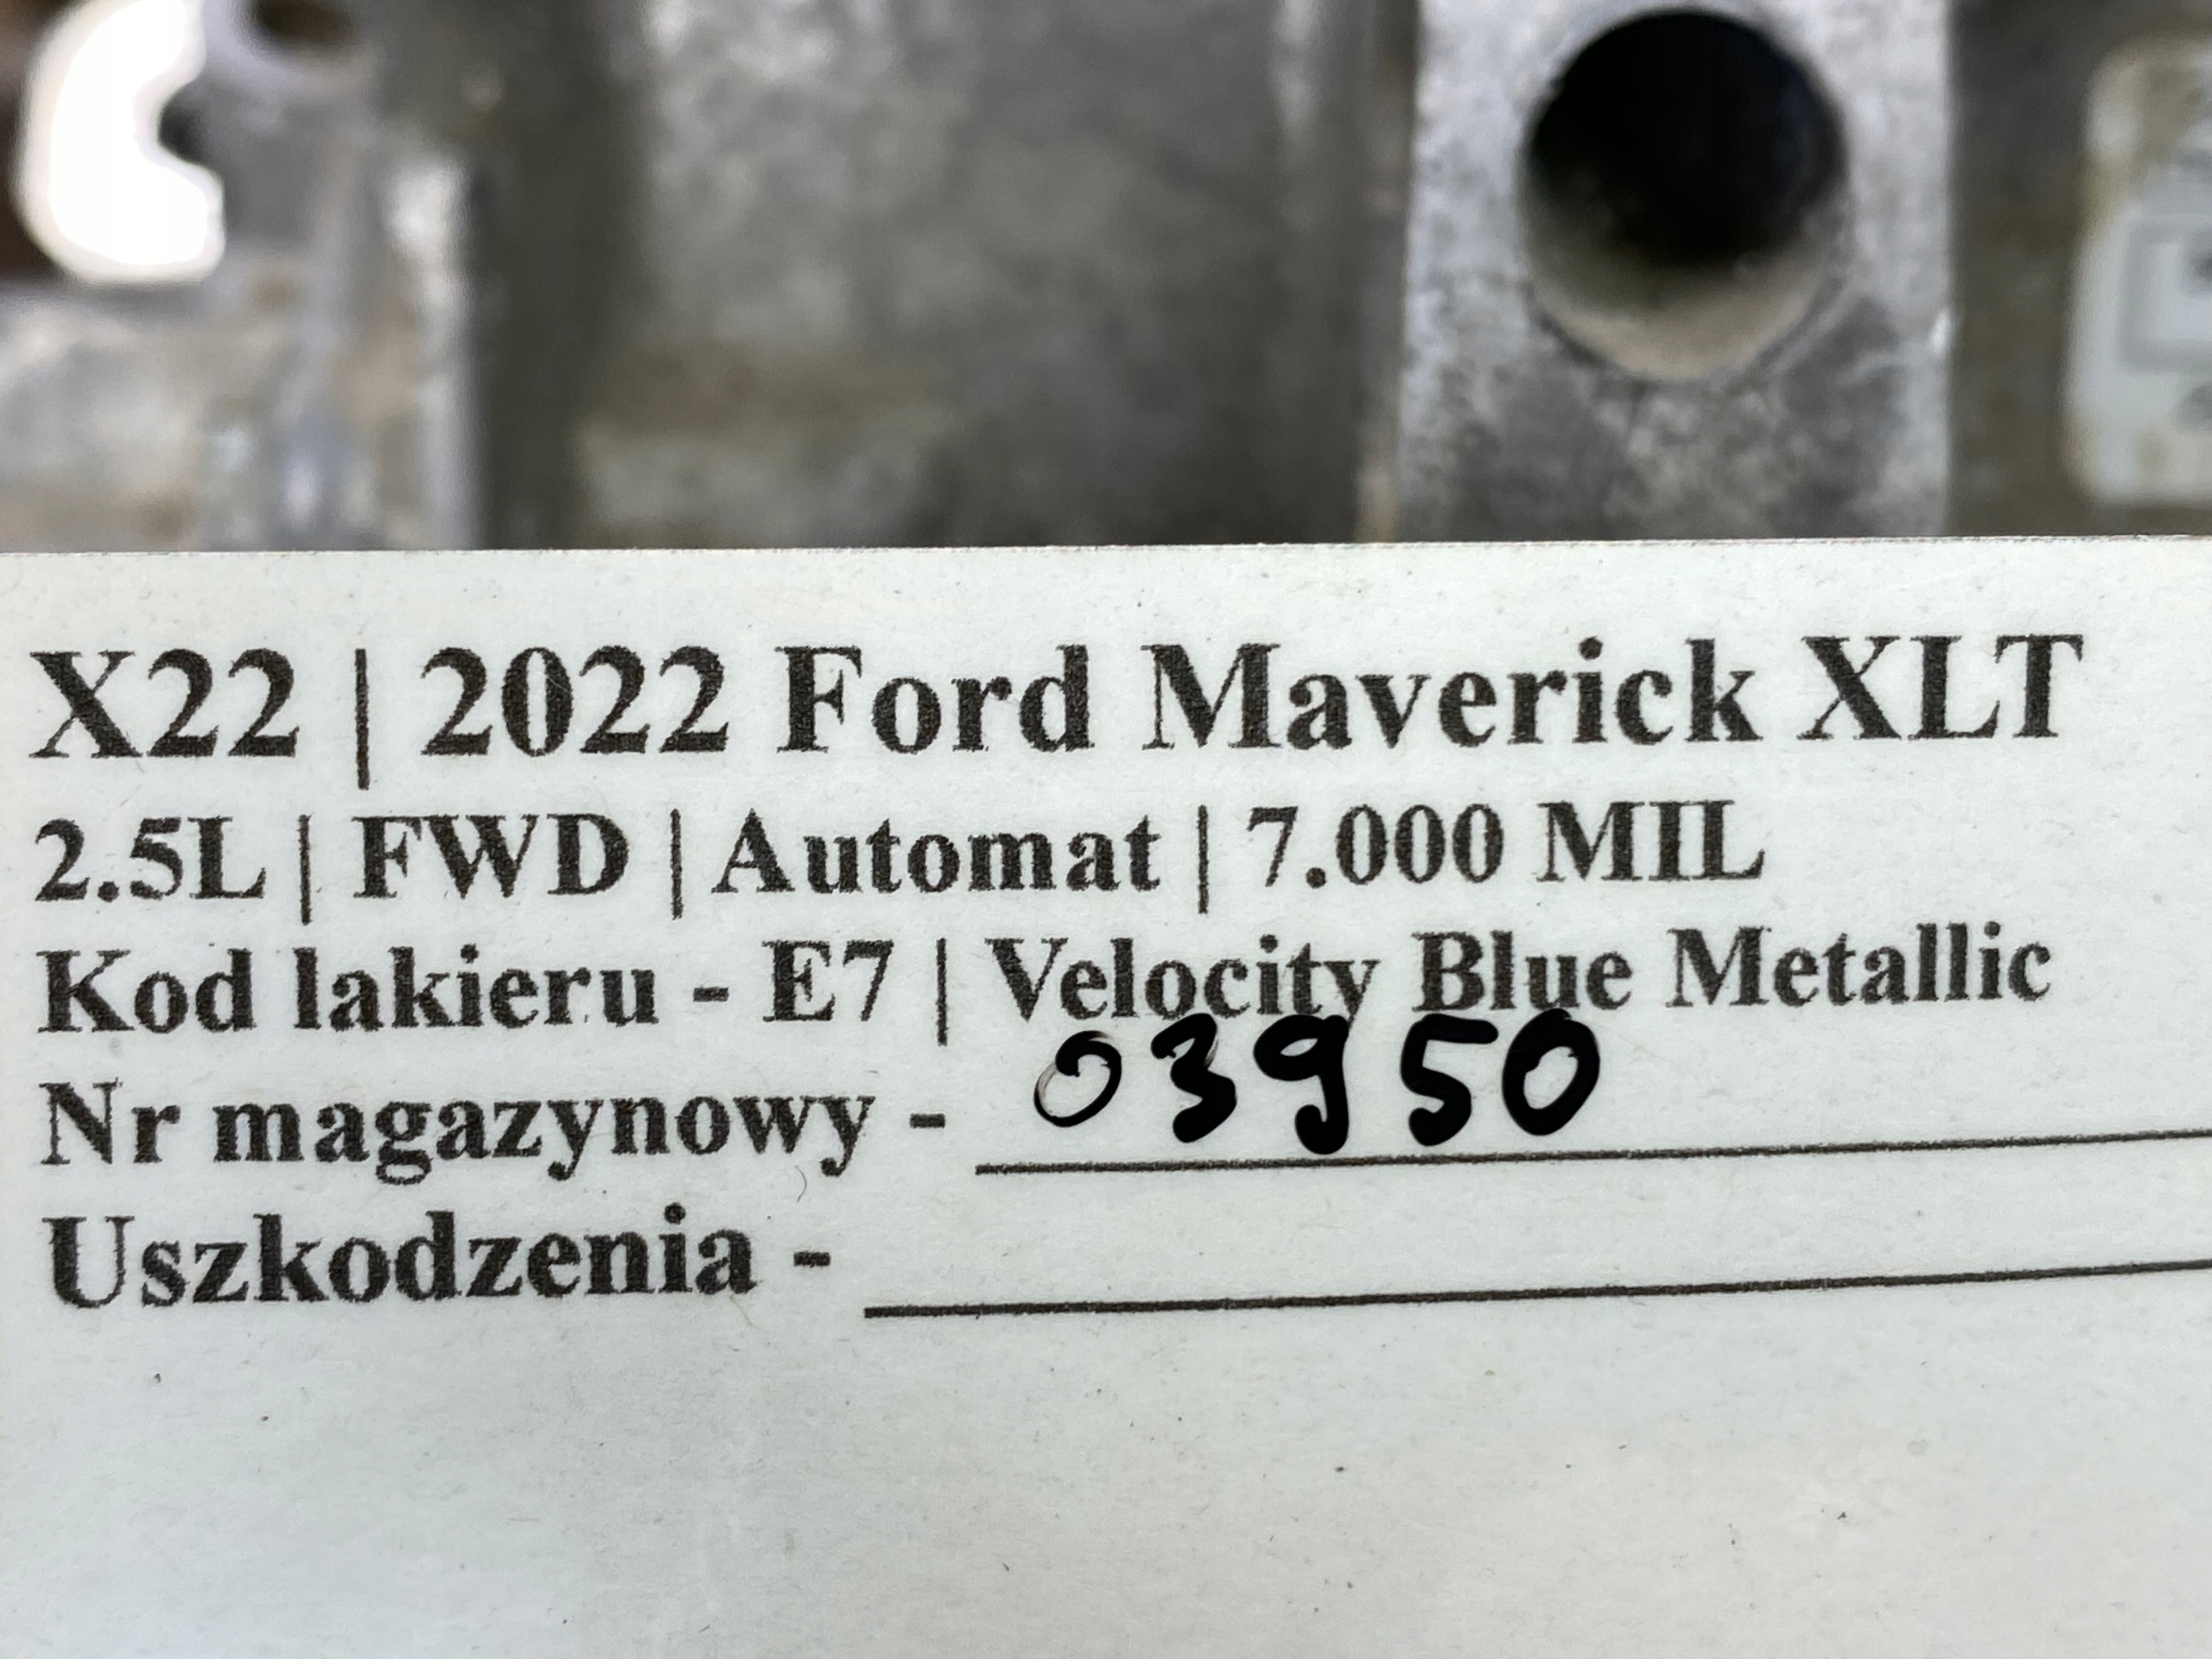 X22 | 2022 Ford Maverick XLT
2.5L | FWD | Automat | 7.000 MIL
Kod lakieru - E7 | Velocity Blue Metallic
Nr magazynowy - 03950
Uszkodzenia -